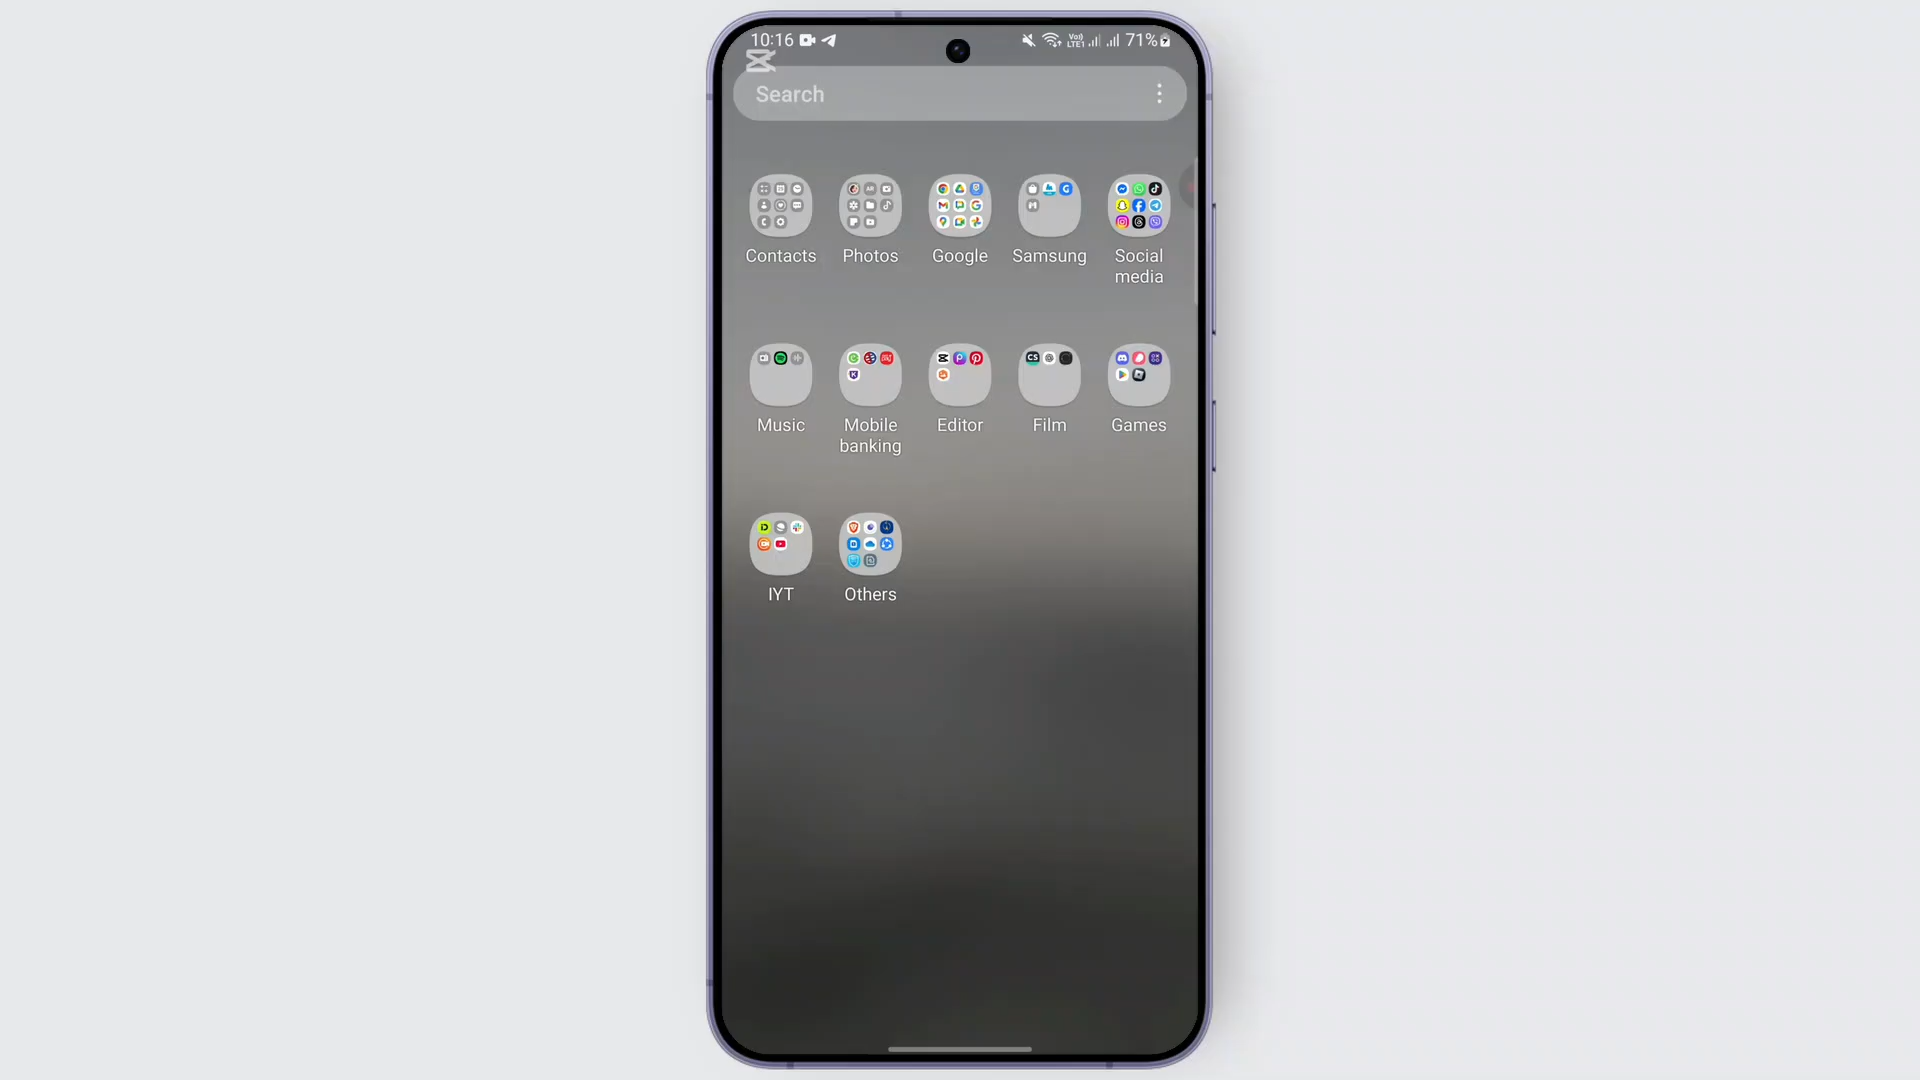 10:16 71%
Search
Contacts Photos Google Samsung Social media
Music Mobile banking Editor Film Games
IYT Others